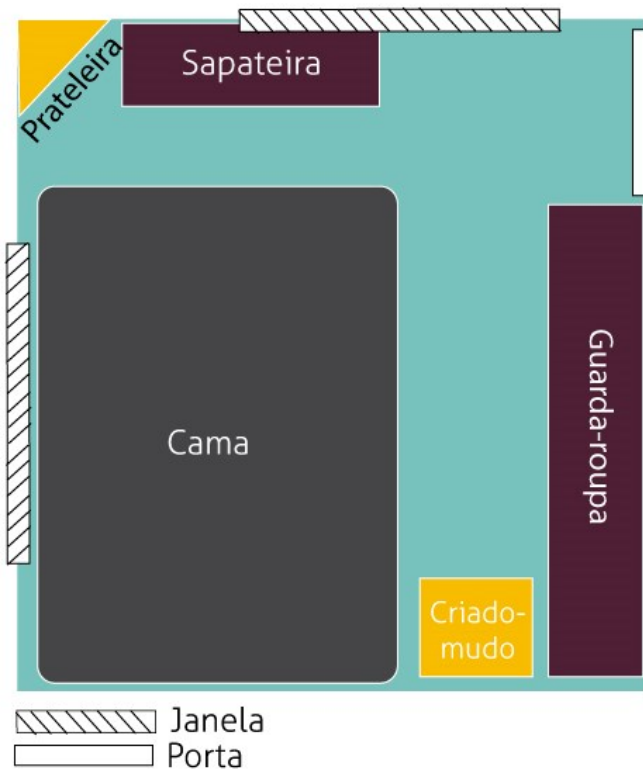 Prateleira
Sapateira
Cama
Guarda-roupa
Criado-
mudo
Janela
Porta